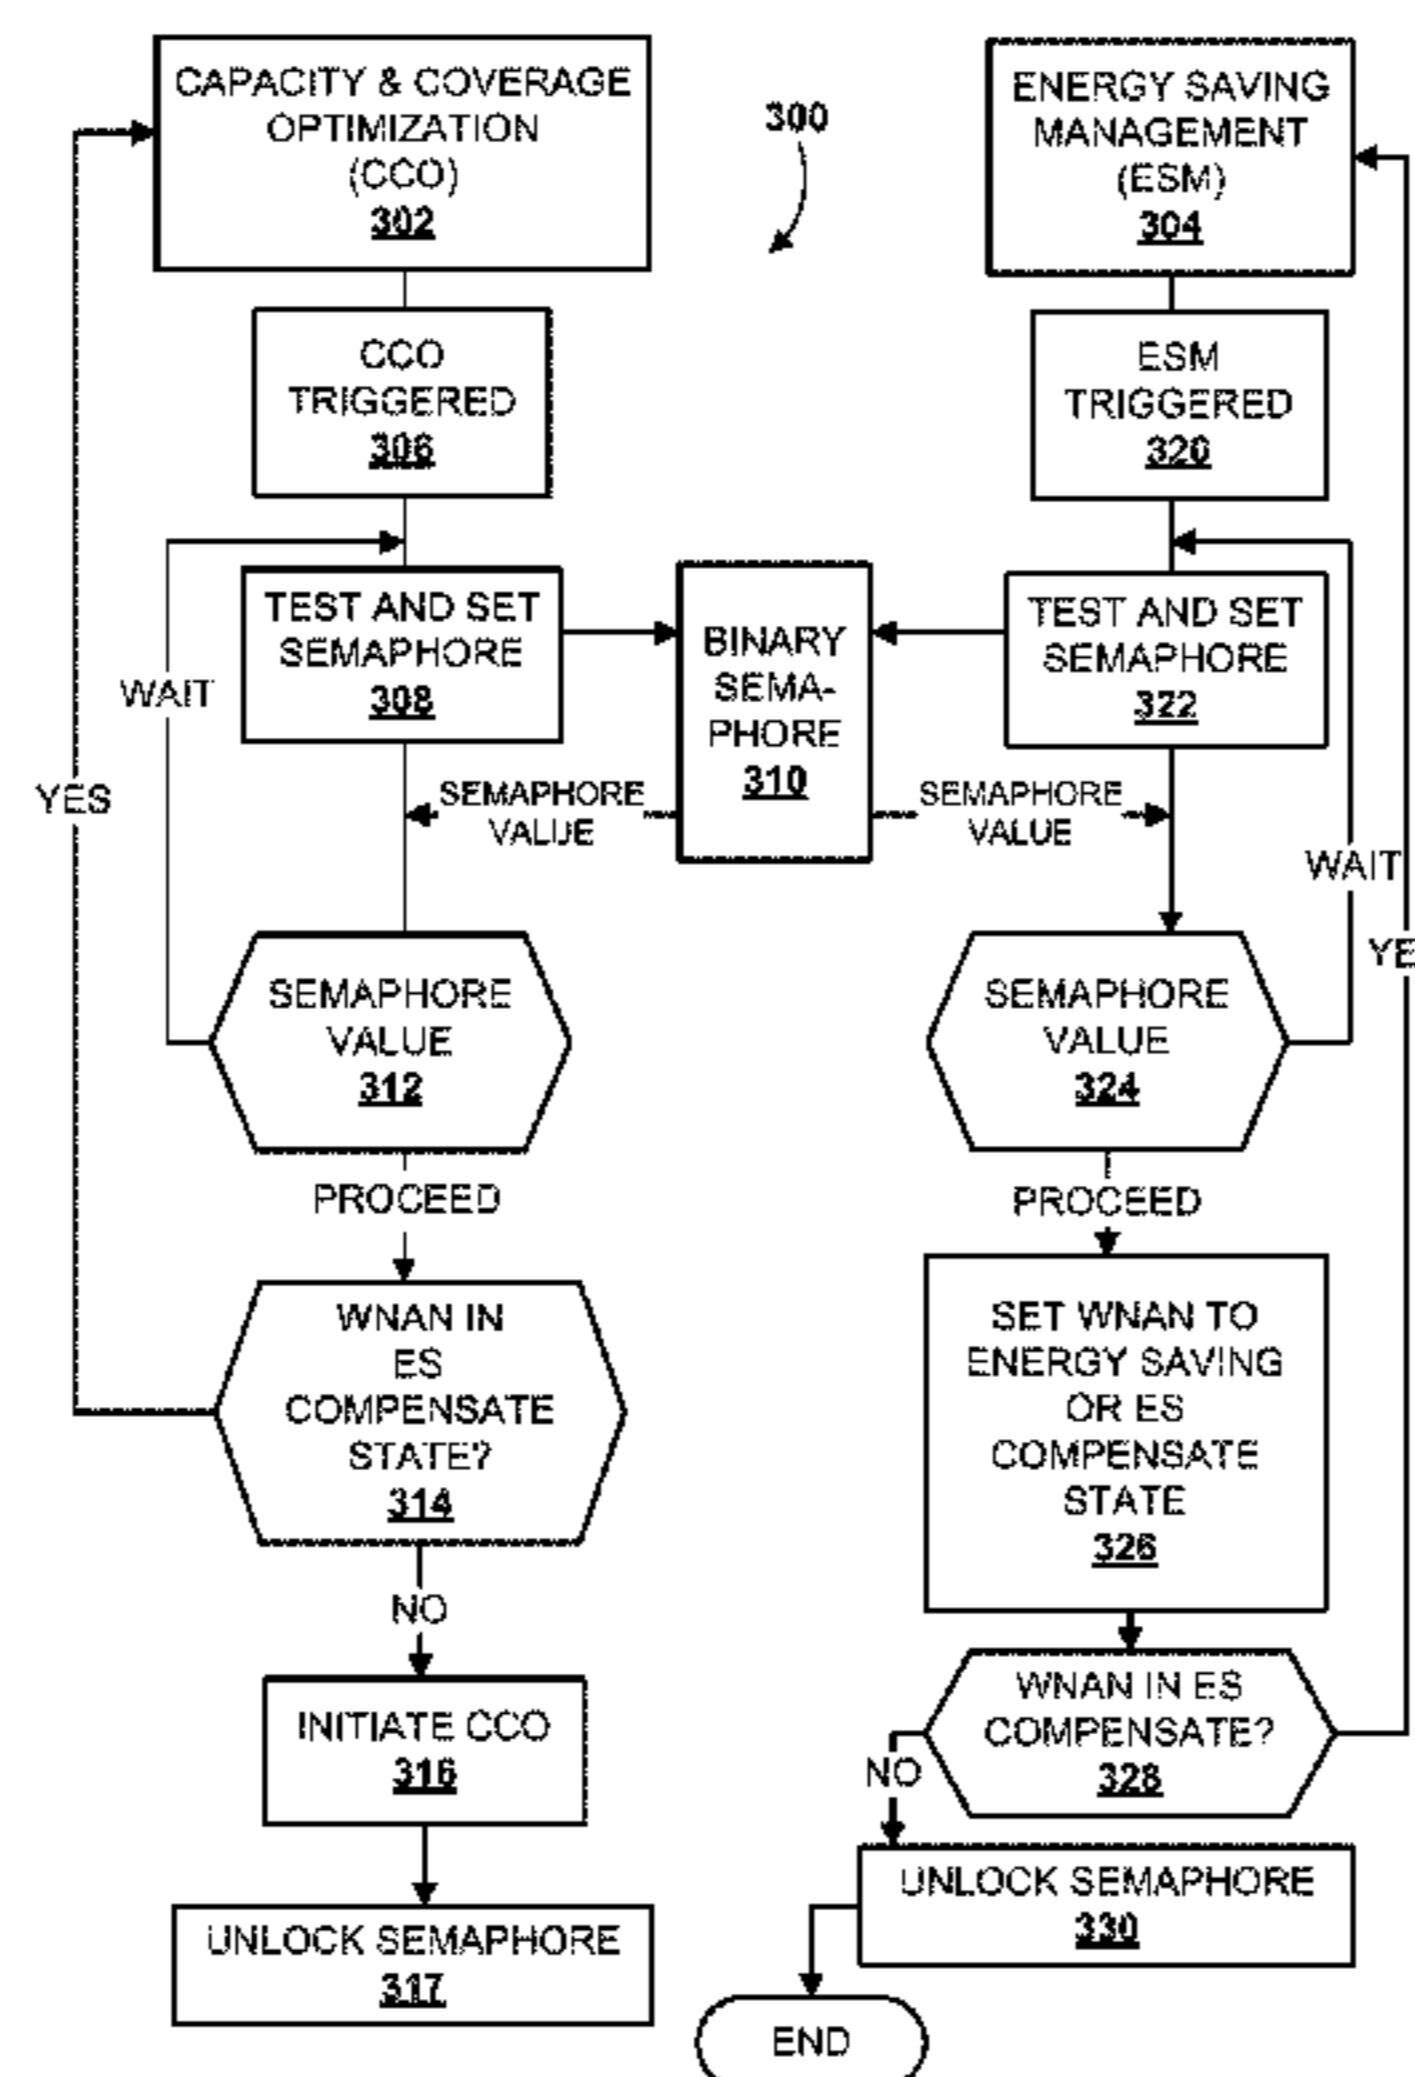 CAPACITY & COVERAGE
OPTIMIZATION
(CCO)
302
300
ENERGY SAVING
MANAGEMENT
(ESM)
304
CCO
TRIGGERED
306
ESM
TRIGGERED
320
TEST AND SET
SEMAPHORE
308
BINARY
SEMA-
PHORE
310
TEST AND SET
SEMAPHORE
322
WAIT
YES
SEMAPHORE
VALUE
SEMAPHORE
VALUE
WAIT
YE
SEMAPHORE
VALUE
312
SEMAPHORE
VALUE
324
PROCEED
PROCEED
WNAN IN
ES
COMPENSATE
STATE?
314
SET WNAN TO
ENERGY SAVING
OR ES
COMPENSATE
STATE
326
NO
INITIATE CCO
316
WNAN IN ES
COMPENSATE?
328
NO
UNLOCK SEMAPHORE
317
UNLOCK SEMAPHORE
330
END